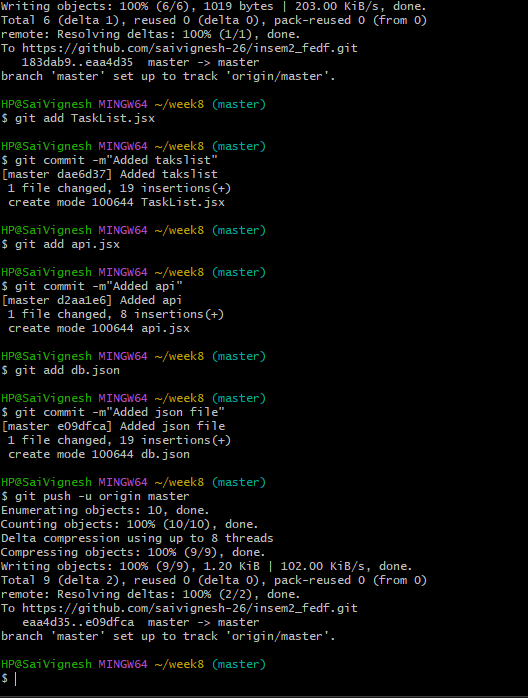 Writing objects: 100% (6/6), 1019 bytes | 203.00 KiB/s, done.
Total 6 (delta 1), reused 0 (delta 0), pack-reused 0 (from 0)
remote: Resolving deltas: 100% (1/1), done.
To https://github.com/saivignesh-26/insem2_fedf.git
   183dab9..eaa4d35  master -> master
branch 'master' set up to track 'origin/master'.

HP@SaiVignesh MINGW64 ~/week8 (master)
$ git add TaskList.jsx

HP@SaiVignesh MINGW64 ~/week8 (master)
$ git commit -m"Added takslist"
[master dae6d37] Added takslist
 1 file changed, 19 insertions(+)
 create mode 100644 TaskList.jsx

HP@SaiVignesh MINGW64 ~/week8 (master)
$ git add api.jsx

HP@SaiVignesh MINGW64 ~/week8 (master)
$ git commit -m"Added api"
[master d2aa1e6] Added api
 1 file changed, 8 insertions(+)
 create mode 100644 api.jsx

HP@SaiVignesh MINGW64 ~/week8 (master)
$ git add db.json

HP@SaiVignesh MINGW64 ~/week8 (master)
$ git commit -m"Added json file"
[master e09dfca] Added json file
 1 file changed, 19 insertions(+)
 create mode 100644 db.json

HP@SaiVignesh MINGW64 ~/week8 (master)
$ git push -u origin master
Enumerating objects: 10, done.
Counting objects: 100% (10/10), done.
Delta compression using up to 8 threads
Compressing objects: 100% (9/9), done.
Writing objects: 100% (9/9), 1.20 KiB | 102.00 KiB/s, done.
Total 9 (delta 2), reused 0 (delta 0), pack-reused 0 (from 0)
remote: Resolving deltas: 100% (2/2), done.
To https://github.com/saivignesh-26/insem2_fedf.git
   eaa4d35..e09dfca  master -> master
branch 'master' set up to track 'origin/master'.

HP@SaiVignesh MINGW64 ~/week8 (master)
$